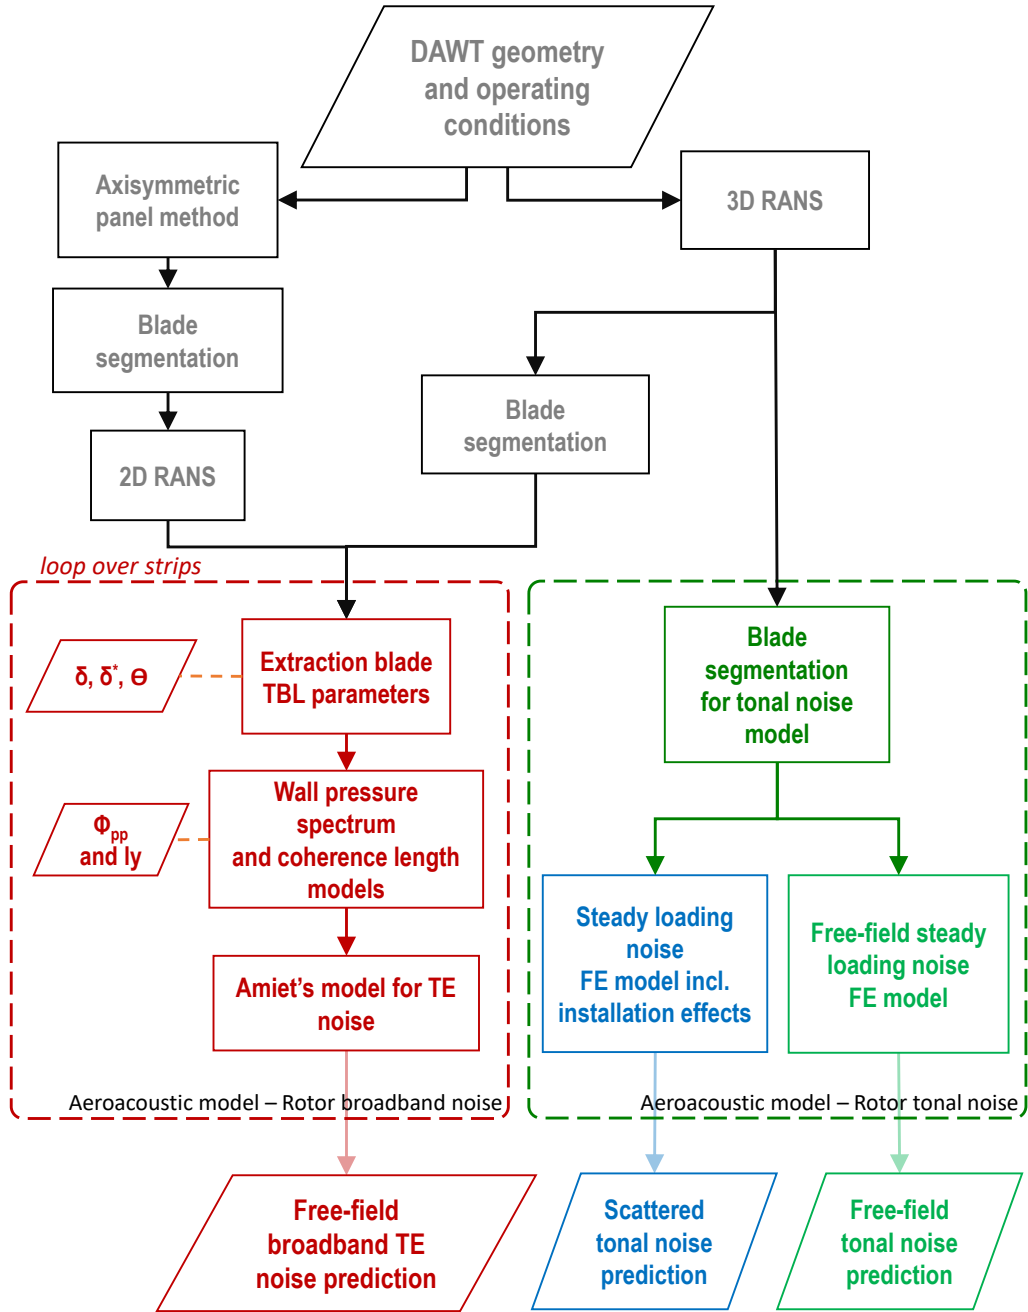 DAWT geometry
and operating
conditions
Axisymmetric
panel method
3D RANS
Blade
segmentation
Blade
segmentation
2D RANS
loop over strips
δ, δ*, Θ
Extraction blade
TBL parameters
Φpp
and ly
Wall pressure
spectrum
and coherence length
models
Amiet's model for TE
noise
Aeroacoustic model – Rotor broadband noise
Blade
segmentation
for tonal noise
model
Steady loading
noise
FE model incl.
installation effects
Free-field steady
loading noise
FE model
Aeroacoustic model – Rotor tonal noise
Free-field
broadband TE
noise prediction
Scattered
tonal noise
prediction
Free-field
tonal noise
prediction